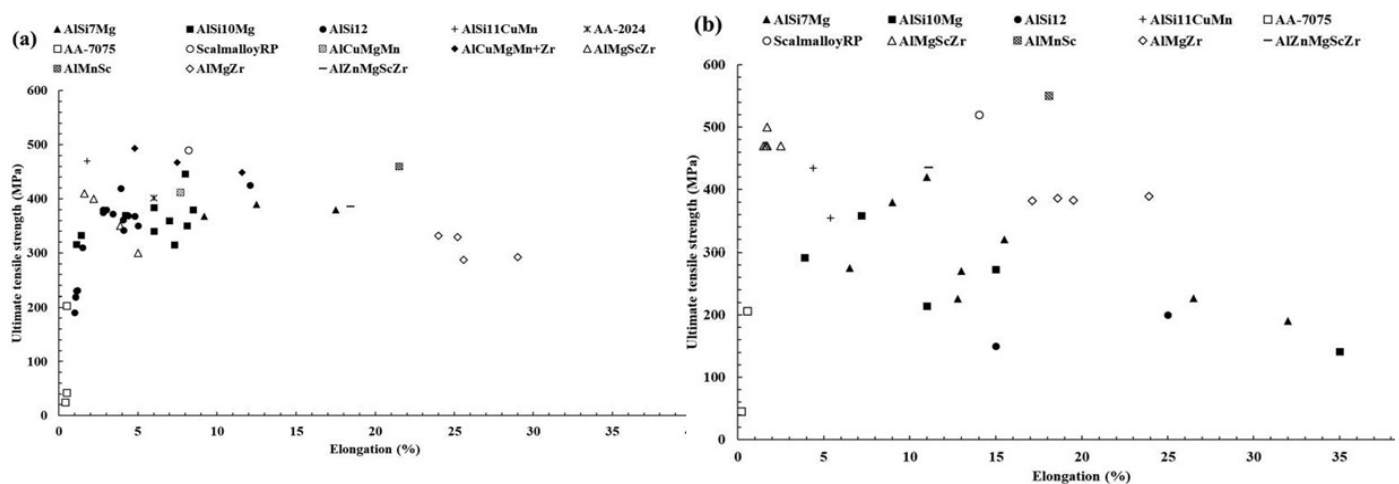 (a)
AlSi7Mg AlSi10Mg AlSi12 AlSi11CuMn AA-2024
AA-7075 ScalmalloyRP AlCuMgMn AlCuMgMn+Zr AlMgScZr
AlMnSc AlMgZr AlZnMgScZr
Ultimate tensile strength (MPa)
600
500
400
300
200
100
0
0 5 10 15 20 25 30 35
Elongation (%)
(b)
AlSi7Mg AlSi10Mg AlSi12 AlSi11CuMn AA-7075
ScalmalloyRP AlMgScZr AlMnSc AlMgZr AlZnMgScZr
Ultimate tensile strength (MPa)
600
500
400
300
200
100
0
0 5 10 15 20 25 30 35
Elongation (%)